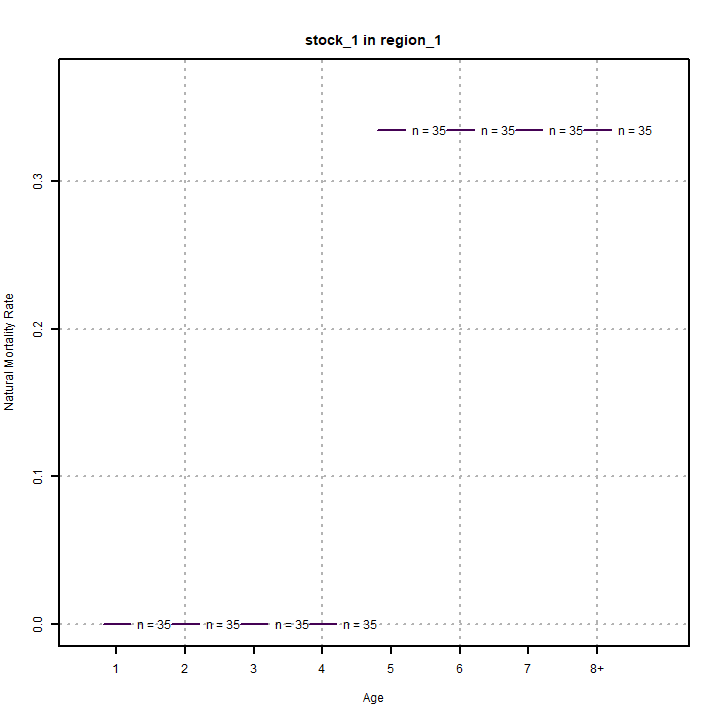 stock_1 in region_1
n = 35 n = 35 n = 35 n = 35
0.3
0.2
0.1
0.0
Natural Mortality Rate
n = 35 n = 35 n = 35 n = 35
1 2 3 4 5 6 7 8+
Age